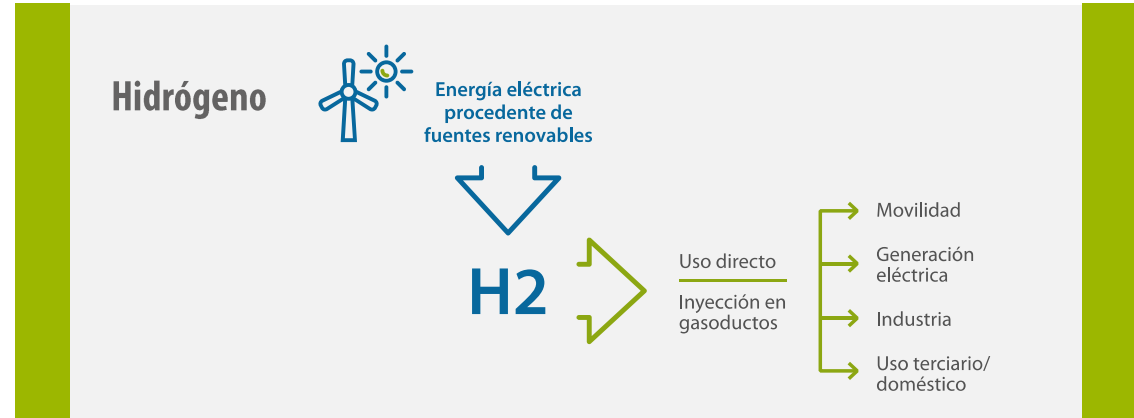 Hidrógeno
Energía eléctrica
procedente de
fuentes renovables
H2
Uso directo
Inyección en
gasoductos
Movilidad
Generación
eléctrica
Industria
Uso terciario/
doméstico